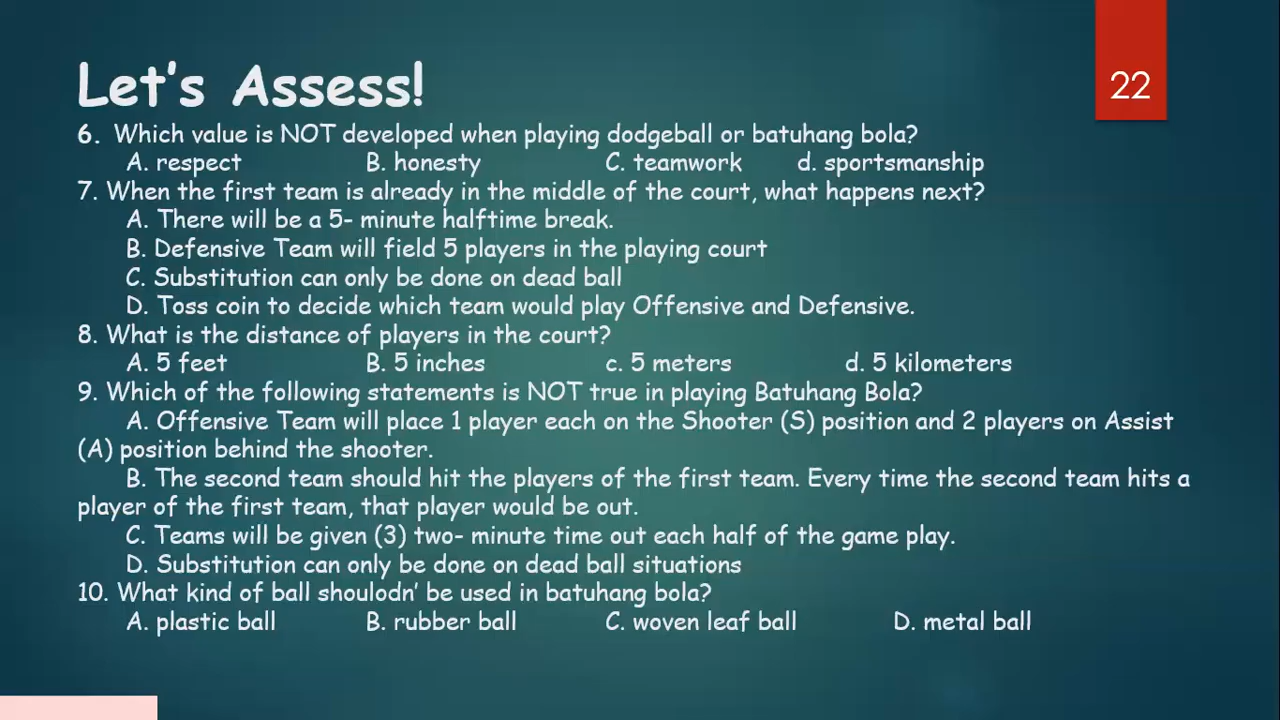 Let's Assess!
22
6. Which value is NOT developed when playing dodgeball or batuhang bola?
A. respect B. honesty C. teamwork d. sportsmanship
7. When the first team is already in the middle of the court, what happens next?
A. There will be a 5- minute halftime break.
B. Defensive Team will field 5 players in the playing court
C. Substitution can only be done on dead ball
D. Toss coin to decide which team would play Offensive and Defensive.
8. What is the distance of players in the court?
A. 5 feet B. 5 inches c. 5 meters d. 5 kilometers
9. Which of the following statements is NOT true in playing Batuhang Bola?
A. Offensive Team will place 1 player each on the Shooter (S) position and 2 players on Assist
(A) position behind the shooter.
B. The second team should hit the players of the first team. Every time the second team hits a
player of the first team, that player would be out.
C. Teams will be given (3) two- minute time out each half of the game play.
D. Substitution can only be done on dead ball situations
10. What kind of ball shoulodn' be used in batuhang bola?
A. plastic ball B. rubber ball C. woven leaf ball D. metal ball